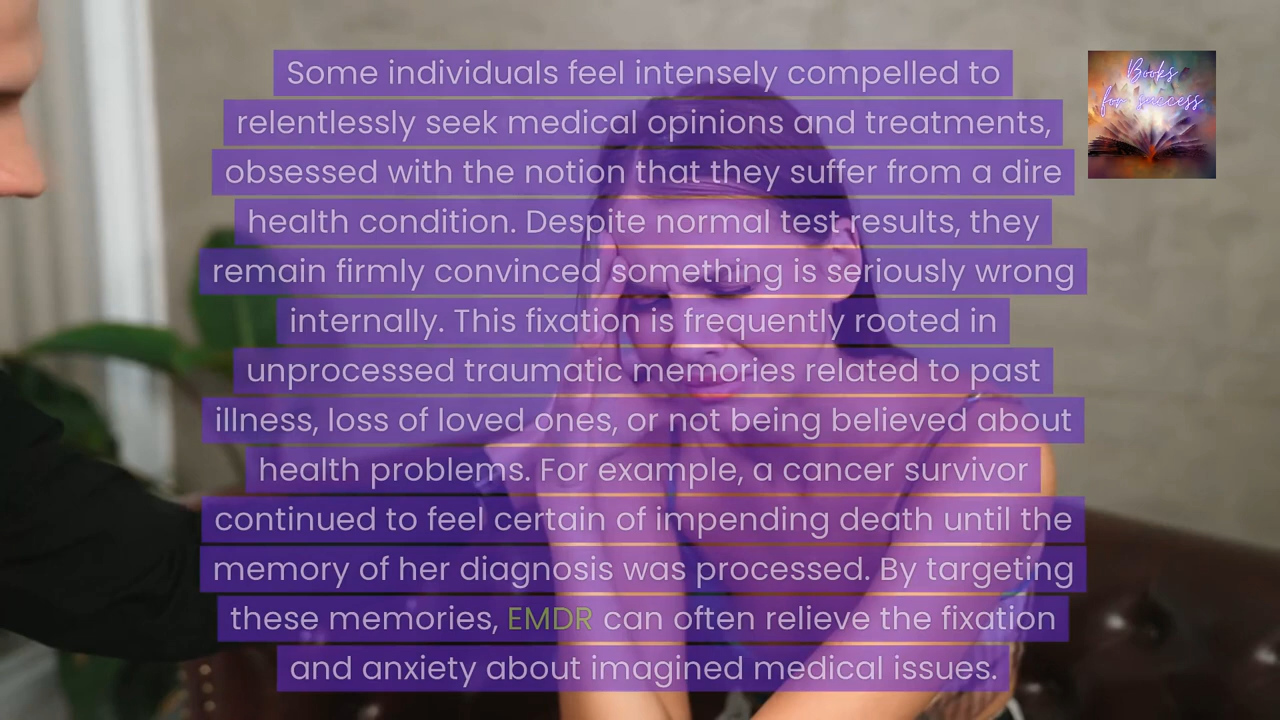 Some individuals feel intensely compelled to
relentlessly seek medical opinions and treatments,
obsessed with the notion that they suffer from a dire
health condition. Despite normal test results, they
remain firmly convinced something is seriously wrong
internally. This fixation is frequently rooted in
unprocessed traumatic memories related to past
illness, loss of loved ones, or not being believed about
health problems. For example, a cancer survivor
continued to feel certain of impending death until the
memory of her diagnosis was processed. By targeting
these memories, EMDR can often relieve the fixation
and anxiety about imagined medical issues.
Books
for success